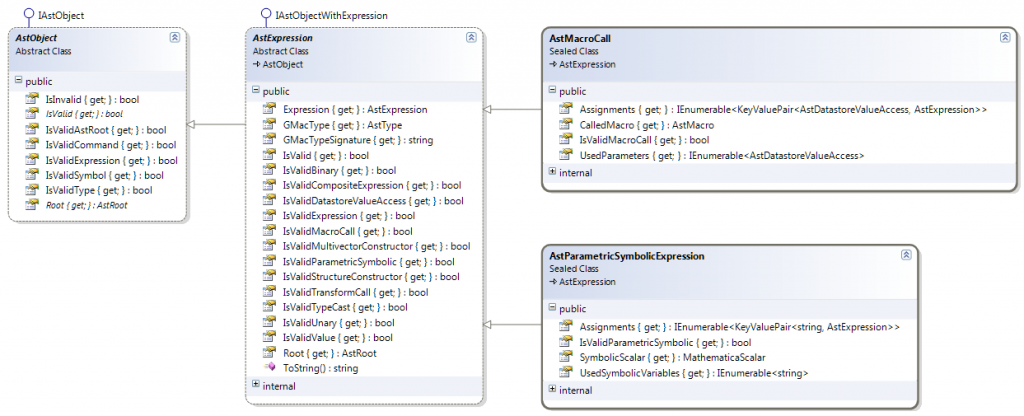 IAstObject
AstObject
Abstract Class
public
IsInvalid { get; } : bool
IsValid { get; } : bool
IsValidAstRoot { get; } : bool
IsValidCommand { get; } : bool
IsValidExpression { get; } : bool
IsValidSymbol { get; } : bool
IsValidType { get; } : bool
Root { get; } : AstRoot
IAstObjectWithExpression
AstExpression
Abstract Class
AstObject
public
Expression { get; } : AstExpression
GMacType { get; } : AstType
GMacTypeSignature { get; } : string
IsValid { get; } : bool
IsValidBinary { get; } : bool
IsValidCompositeExpression { get; } : bool
IsValidDatastoreValueAccess { get; } : bool
IsValidExpression { get; } : bool
IsValidMacroCall { get; } : bool
IsValidMultivectorConstructor { get; } : bool
IsValidParametricSymbolic { get; } : bool
IsValidStructureConstructor { get; } : bool
IsValidTransformCall { get; } : bool
IsValidTypeCast { get; } : bool
IsValidUnary { get; } : bool
IsValidValue { get; } : bool
Root { get; } : AstRoot
ToString() : string
internal
AstMacroCall
Sealed Class
AstExpression
public
Assignments { get; } : IEnumerable<KeyValuePair<AstDatastoreValueAccess, AstExpression>>
CalledMacro { get; } : AstMacro
IsValidMacroCall { get; } : bool
UsedParameters { get; } : IEnumerable<AstDatastoreValueAccess>
internal
AstParametricSymbolicExpression
Sealed Class
AstExpression
public
Assignments { get; } : IEnumerable<KeyValuePair<string, AstExpression>>
IsValidParametricSymbolic { get; } : bool
SymbolicScalar { get; } : MathematicaScalar
UsedSymbolicVariables { get; } : IEnumerable<string>
internal